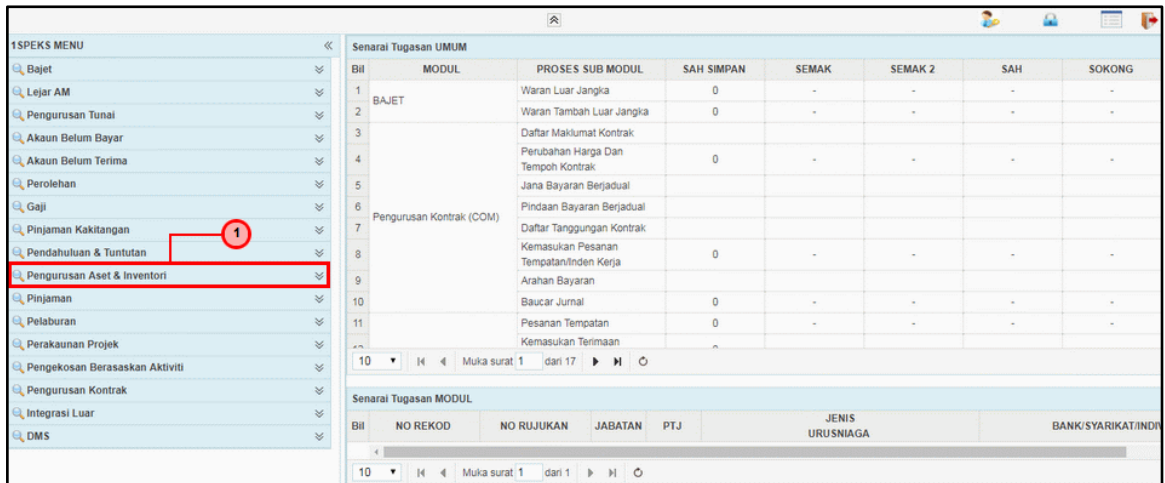 1SPEKS MENU
Bajet
Lejar AM
Pengurusan Tunai
Akaun Belum Bayar
Akaun Belum Terima
Perolehan
Gaji
Pinjaman Kakitangan
1
Pendahuluan & Tuntutan
Pengurusan Aset & Inventori
Pinjaman
Pelaburan
Perakaunan Projek
Pengekosan Berasaskan Aktiviti
Pengurusan Kontrak
Integrasi Luar
DMS
Senarai Tugasan UMUM
Bil MODUL PROSES SUB MODUL SAH SIMPAN SEMAK SEMAK 2 SAH SOKONG
1 BAJET Waran Luar Jangka 0 - - - -
2 Waran Tambah Luar Jangka 0 - - - -
3 Pengurusan Kontrak (COM) Daftar Maklumat Kontrak
4 Perubahan Harga Dan
Tempoh Kontrak 0 - - - -
5 Jana Bayaran Berjadual
6 Pindaan Bayaran Berjadual
7 Daftar Tanggungan Kontrak
8 Kemasukan Pesanan
Tempatan/Inden Kerja 0 - - - -
9 Arahan Bayaran
10 Baucar Jurnal 0 - - - -
11 Pesanan Tempatan 0 - - - -
Kemasukan Terimaan
10 Muka surat 1 dari 17
Senarai Tugasan MODUL
Bil NO REKOD NO RUJUKAN JABATAN PTJ JENIS
URUSNIAGA BANK/SYARIKAT/INDIV
10 Muka surat 1 dari 1